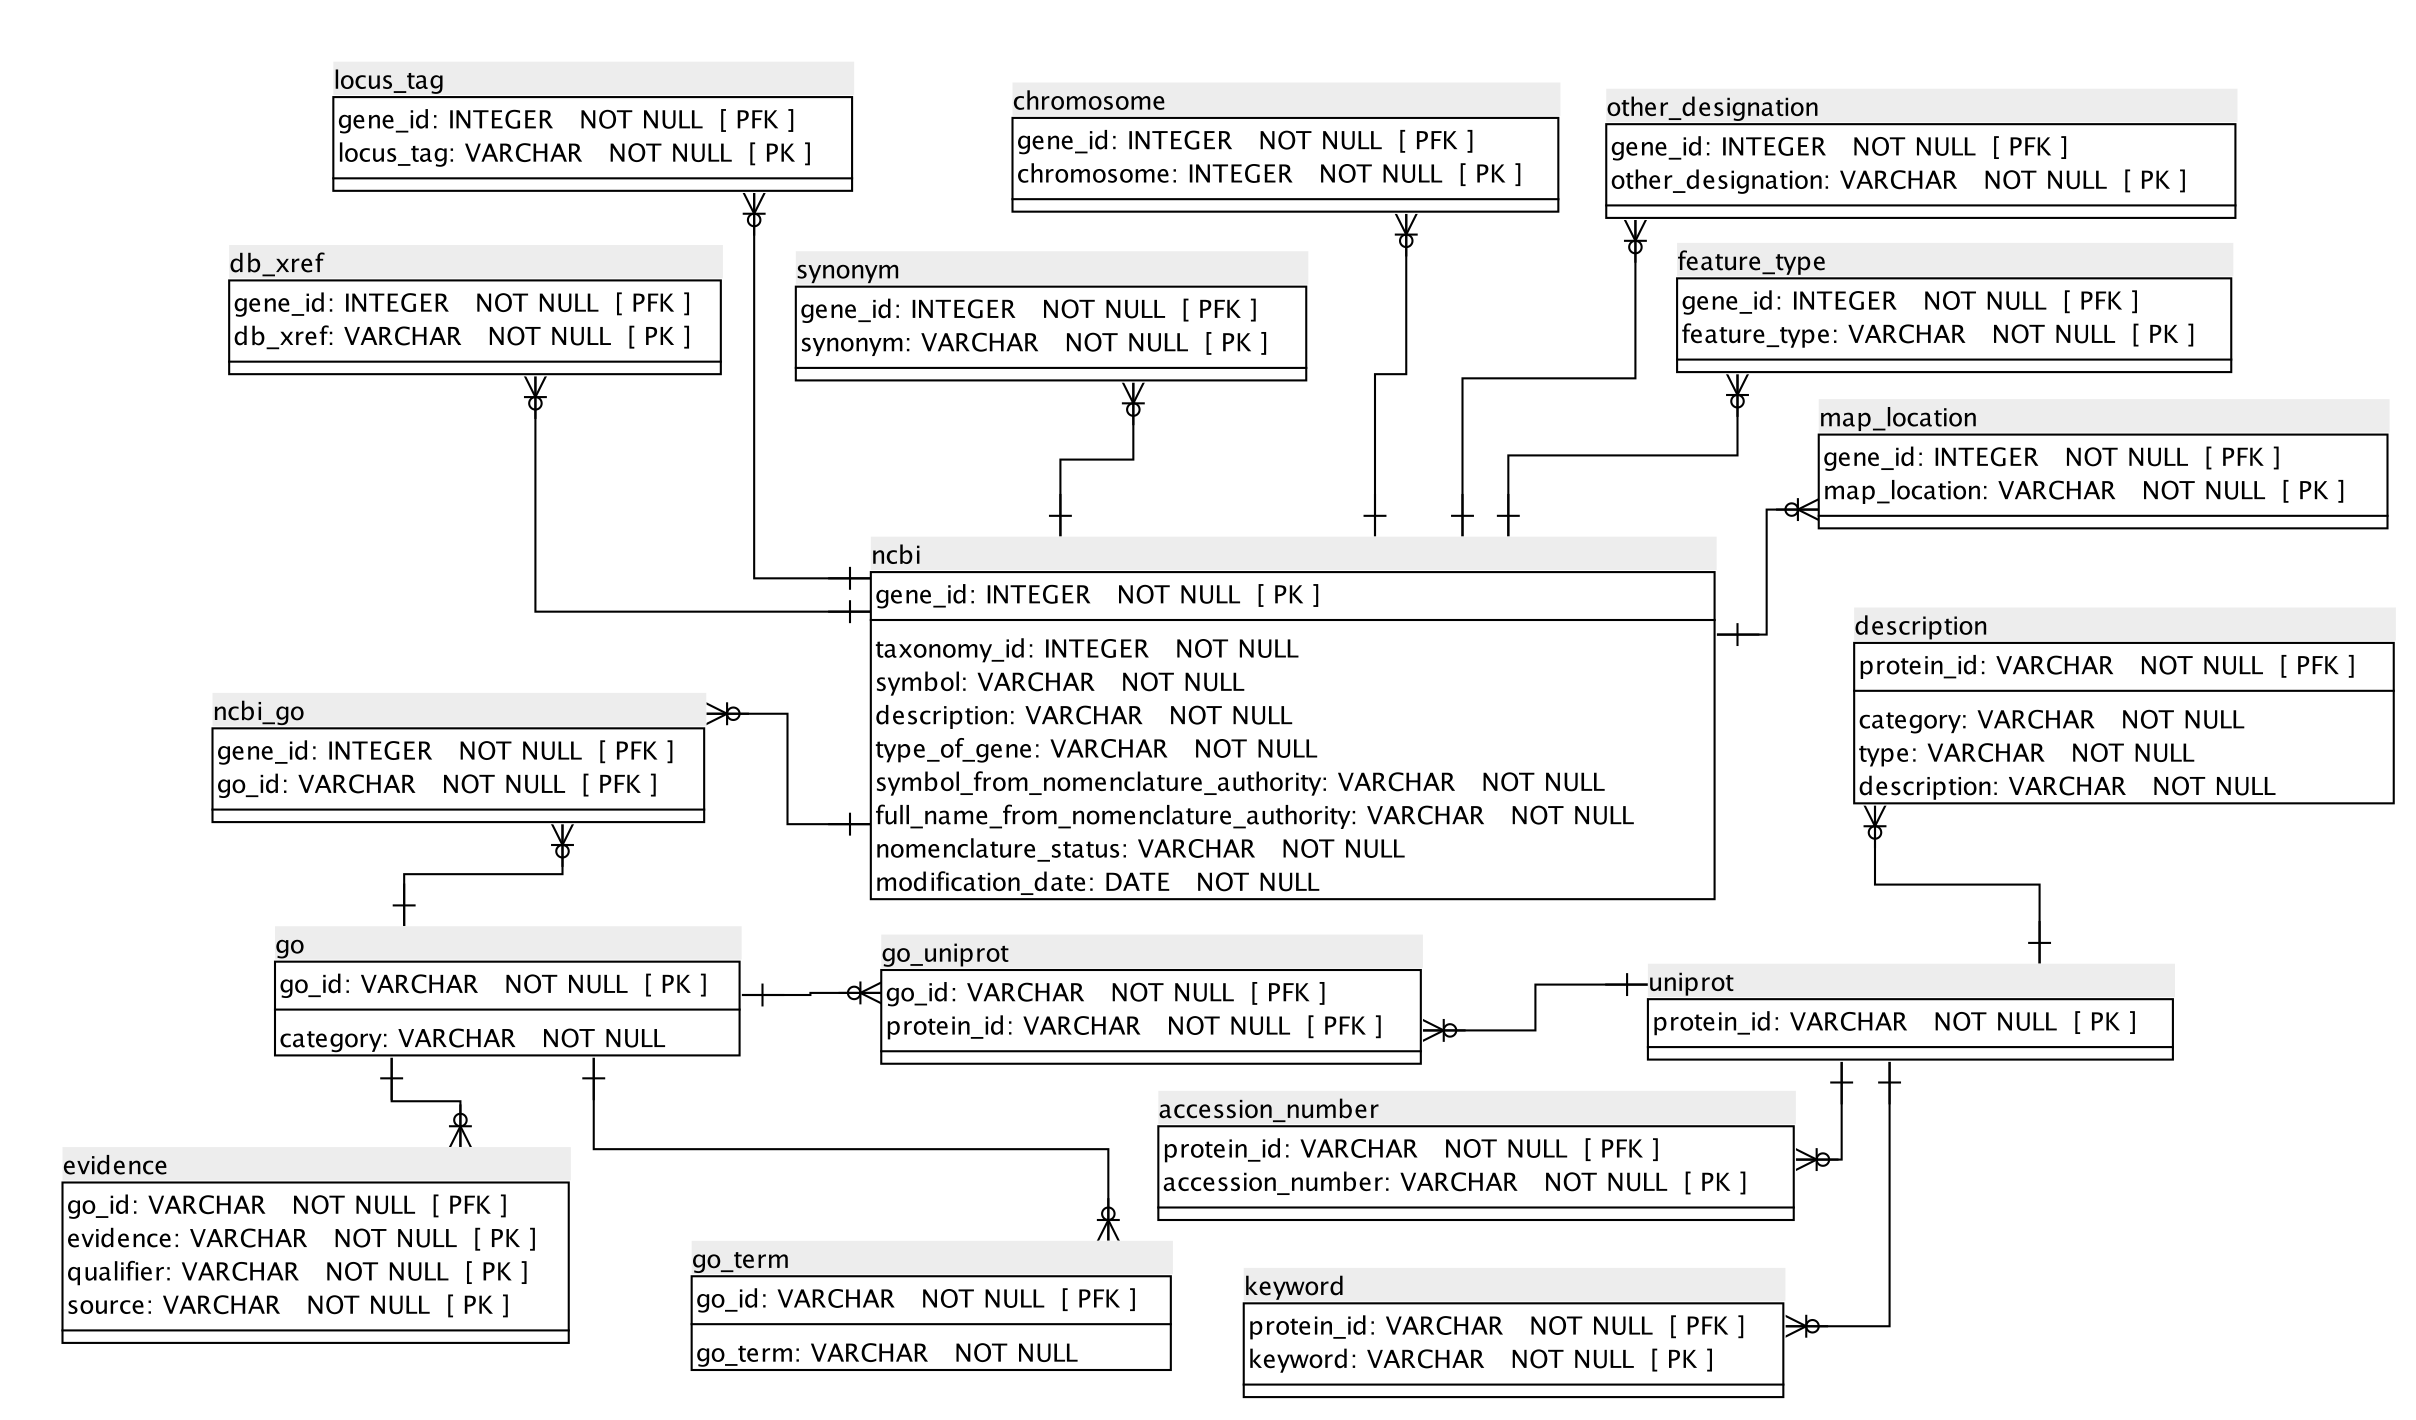 locus_tag
gene_id: INTEGER NOT NULL [ PFK ]
locus_tag: VARCHAR NOT NULL [ PK ]
chromosome
gene_id: INTEGER NOT NULL [ PFK ]
chromosome: INTEGER NOT NULL [ PK ]
other_designation
gene_id: INTEGER NOT NULL [ PFK ]
other_designation: VARCHAR NOT NULL [ PK ]
db_xref
gene_id: INTEGER NOT NULL [ PFK ]
db_xref: VARCHAR NOT NULL [ PK ]
synonym
gene_id: INTEGER NOT NULL [ PFK ]
synonym: VARCHAR NOT NULL [ PK ]
feature_type
gene_id: INTEGER NOT NULL [ PFK ]
feature_type: VARCHAR NOT NULL [ PK ]
map_location
gene_id: INTEGER NOT NULL [ PFK ]
map_location: VARCHAR NOT NULL [ PK ]
ncbi
gene_id: INTEGER NOT NULL [ PK ]
taxonomy_id: INTEGER NOT NULL
symbol: VARCHAR NOT NULL
description: VARCHAR NOT NULL
type_of_gene: VARCHAR NOT NULL
symbol_from_nomenclature_authority: VARCHAR NOT NULL
full_name_from_nomenclature_authority: VARCHAR NOT NULL
nomenclature_status: VARCHAR NOT NULL
modification_date: DATE NOT NULL
description
protein_id: VARCHAR NOT NULL [ PFK ]
category: VARCHAR NOT NULL
type: VARCHAR NOT NULL
description: VARCHAR NOT NULL
ncbi_go
gene_id: INTEGER NOT NULL [ PFK ]
go_id: VARCHAR NOT NULL [ PFK ]
go
go_id: VARCHAR NOT NULL [ PK ]
category: VARCHAR NOT NULL
go_uniprot
go_id: VARCHAR NOT NULL [ PFK ]
protein_id: VARCHAR NOT NULL [ PFK ]
uniprot
protein_id: VARCHAR NOT NULL [ PK ]
accession_number
protein_id: VARCHAR NOT NULL [ PFK ]
accession_number: VARCHAR NOT NULL [ PK ]
evidence
go_id: VARCHAR NOT NULL [ PFK ]
evidence: VARCHAR NOT NULL [ PK ]
qualifier: VARCHAR NOT NULL [ PK ]
source: VARCHAR NOT NULL [ PK ]
go_term
go_id: VARCHAR NOT NULL [ PFK ]
go_term: VARCHAR NOT NULL
keyword
protein_id: VARCHAR NOT NULL [ PFK ]
keyword: VARCHAR NOT NULL [ PK ]